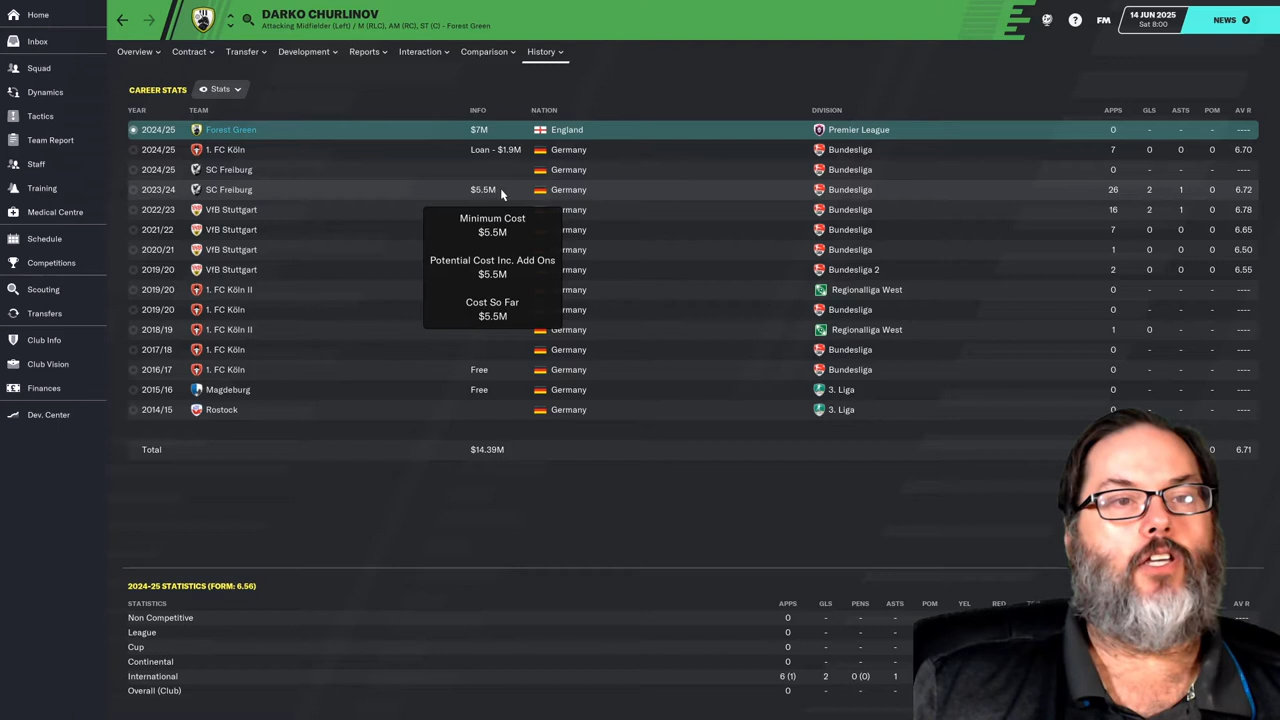 Home
Inbox
Squad
Dynamics
Tactics
Team Report
Staff
Training
Medical Centre
Schedule
Competitions
Scouting
Transfers
Club Info
Club Vision
Finances
Dev. Center
DARKO CHURLINOV
Attacking Midfielder (Left) / M (RLC), AM (RC), ST (C) - Forest Green
FM
14 JUN 2025
Sat 8:00
NEWS
Overview Contract Transfer Development Reports Interaction Comparison History
CAREER STATS Stats
YEAR TEAM INFO NATION DIVISION APPS GLS ASTS POM AV R
2024/25 Forest Green $7M England Premier League 0 - - - ----
2024/25 1. FC Köln Loan - $1.9M Germany Bundesliga 7 0 0 0 6.70
2024/25 SC Freiburg Germany Bundesliga 0 - - - ----
2023/24 SC Freiburg $5.5M Germany Bundesliga 26 2 1 0 6.72
2022/23 VfB Stuttgart ermany Bundesliga 16 2 1 0 6.78
2021/22 VfB Stuttgart ermany Bundesliga 7 0 0 0 6.65
2020/21 VfB Stuttgart ermany Bundesliga 1 0 0 0 6.50
2019/20 VfB Stuttgart ermany Bundesliga 2 2 0 0 0 6.55
2019/20 1. FC Köln II ermany Regionalliga West 0 - - - ----
2019/20 1. FC Köln ermany Bundesliga 0 - - - ----
2018/19 1. FC Köln II Germany Regionalliga West 1 0 - - ----
2017/18 1. FC Köln Germany Bundesliga 0 - - - ----
2016/17 1. FC Köln Free Germany Bundesliga 0 - - - ----
2015/16 Magdeburg Free Germany 3. Liga 0 - - - ----
2014/15 Rostock Germany 3. Liga 0 - - ----
Total $14.39M 0 6.71
Minimum Cost
$5.5M
Potential Cost Inc. Add Ons
$5.5M
Cost So Far
$5.5M
2024-25 STATISTICS (FORM: 6.56)
STATISTICS APPS GLS PENS ASTS POM YEL RED AV R
Non Competitive 0 - - -
League 0 - - -
Cup 0 - - -
Continental 0 - - -
International 6 (1) 2 0 (0) 1
Overall (Club) 0 - - -